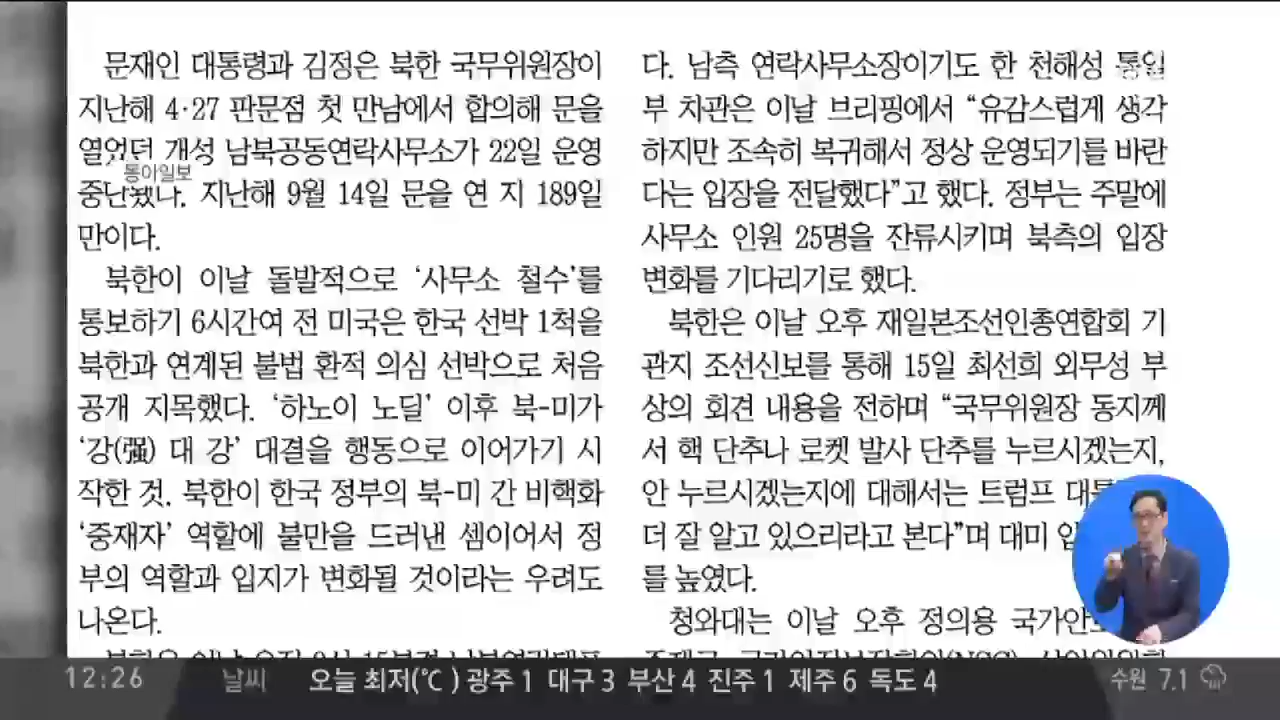 문재인 대통령과 김정은 북한 국무위원장이
지난해 4·27 판문점 첫 만남에서 합의해 문을
열었던 개성 남북공동연락사무소가 22일 운영
동아일보
중단됐다. 지난해 9월 14일 문을 연 지 189일
만이다.
북한이 이날 돌발적으로 ‘사무소 철수’를
통보하기 6시간여 전 미국은 한국 선박 1척을
북한과 연계된 불법 환적 의심 선박으로 처음
공개 지목했다. ‘하노이 노딜’ 이후 북-미가
‘강(強) 대 강’ 대결을 행동으로 이어가기 시
작한 것. 북한이 한국 정부의 북-미 간 비핵화
‘중재자’ 역할에 불만을 드러낸 셈이어서 정
부의 역할과 입지가 변화될 것이라는 우려도
나온다.
다. 남측 연락사무소장이기도 한 천해성 통일
부 차관은 이날 브리핑에서 “유감스럽게 생각
하지만 조속히 복귀해서 정상 운영되기를 바란
다는 입장을 전달했다”고 했다. 정부는 주말에
사무소 인원 25명을 잔류시키며 북측의 입장
변화를 기다리기로 했다.
북한은 이날 오후 재일본조선인총연합회 기
관지 조선신보를 통해 15일 최선희 외무성 부
상의 회견 내용을 전하며 “국무위원장 동지께
서 핵 단추나 로켓 발사 단추를 누르시겠는지,
안 누르시겠는지에 대해서는 트럼프
더 잘 알고 있으리라고 본다”며 대미
를 높였다.
청와대는 이날 오후 정의용
12:26 날씨 오늘 최저(℃) 광주 1 대구 3 부산 4 진주 1 제주 6 독도 4 수원 7.1